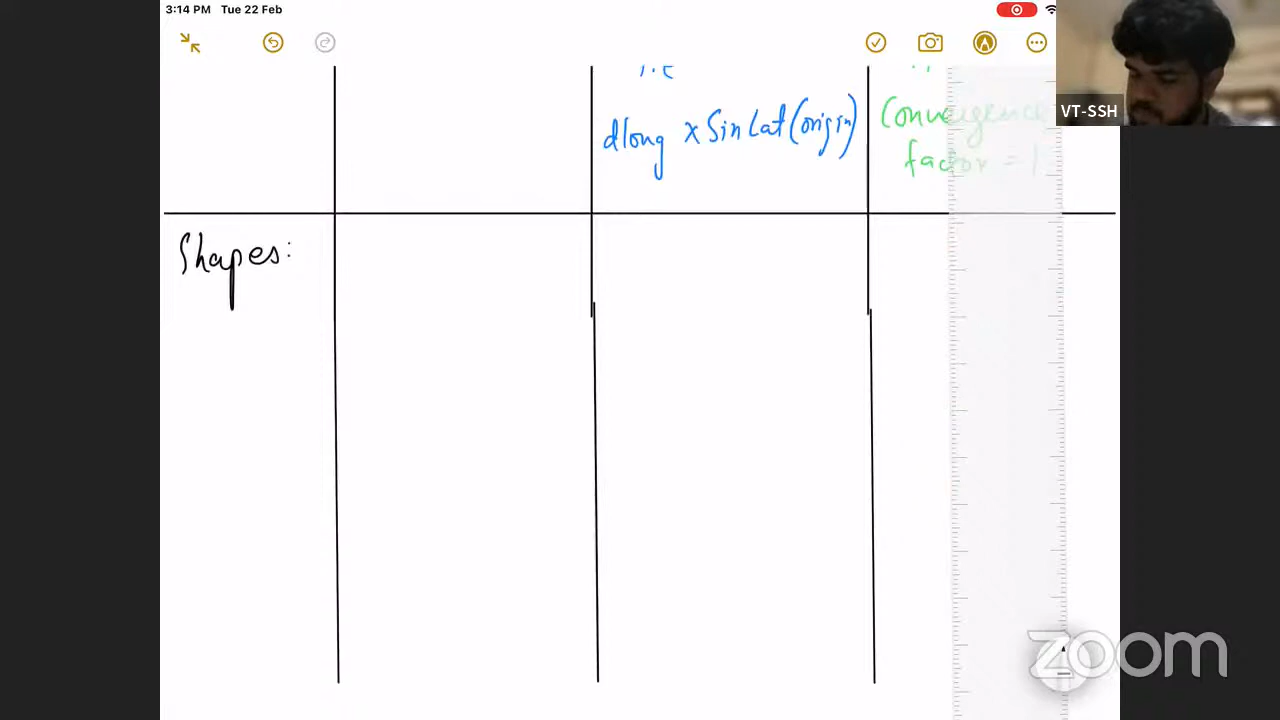 3:14 PM Tue 22 Feb
VT-SSH
i.e
dlong x Sin Lat (origin)
Convergence
factor = 1
Shapes:
zoom